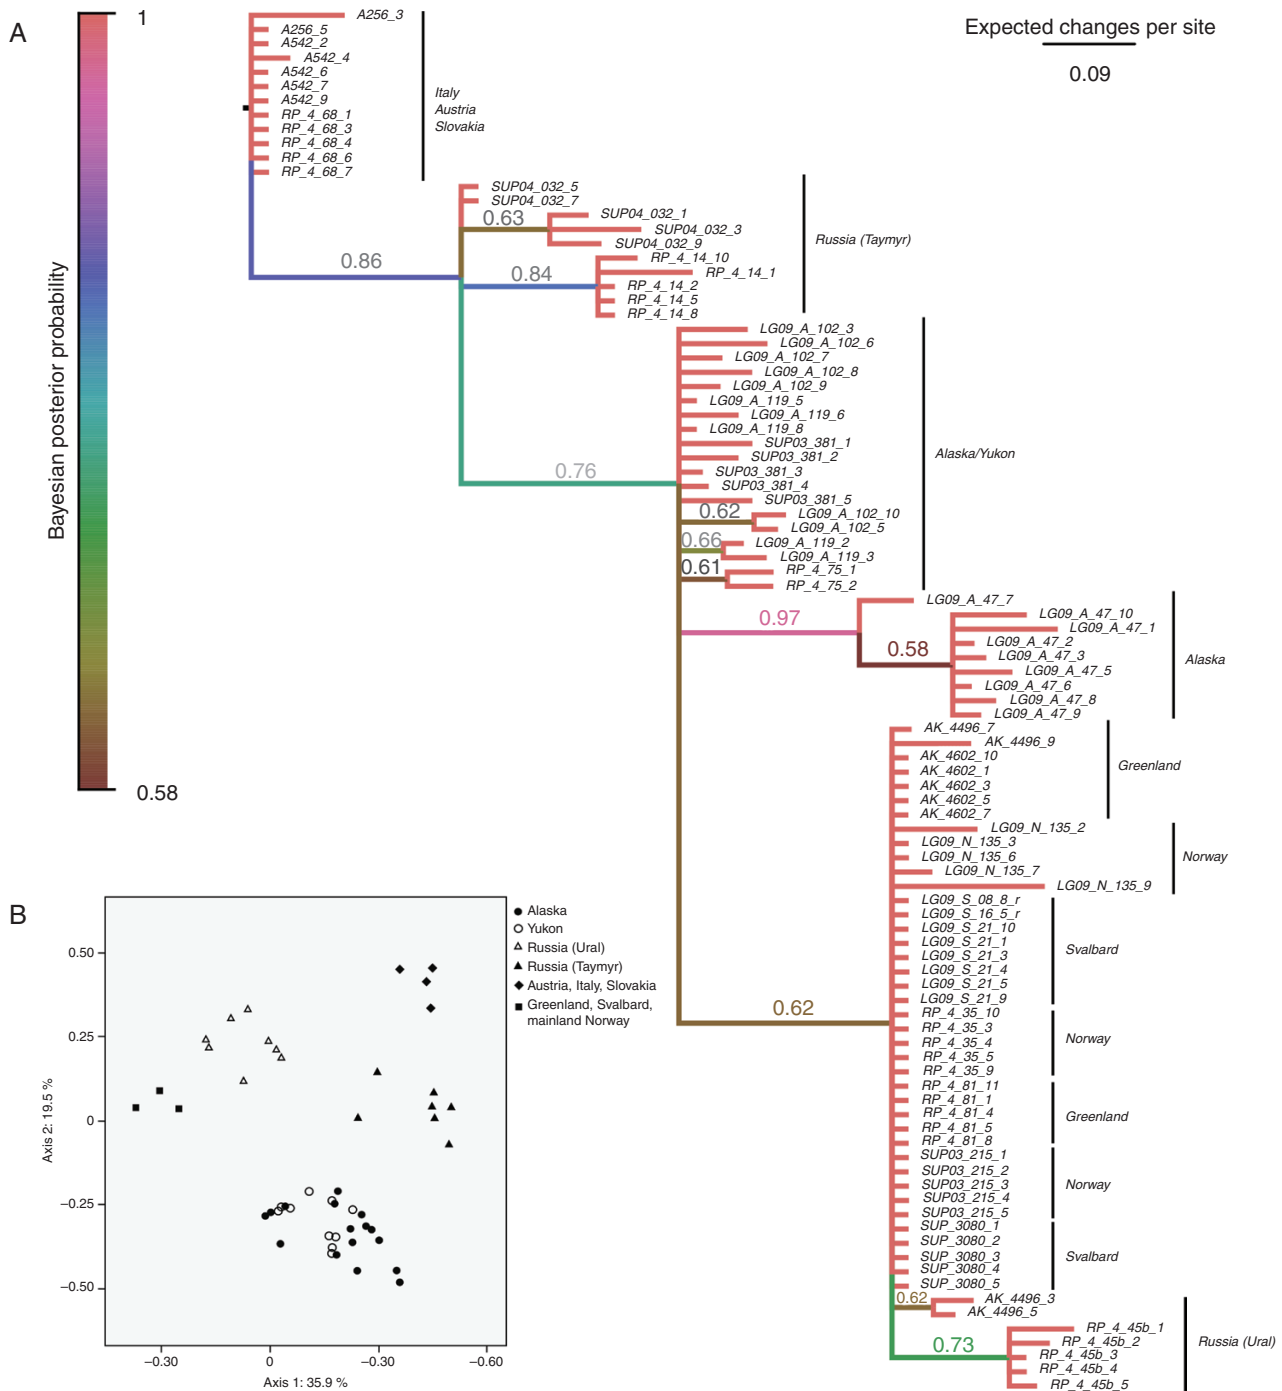 A
1
Bayesian posterior probability
0.58
Expected changes per site
0.09
A256_3
A256_5
A542_2
A542_4
A542_6
A542_7
A542_9
RP_4_68_1
RP_4_68_3
RP_4_68_4
RP_4_68_6
RP_4_68_7
Italy
Austria
Slovakia
0.86
SUP04_032_5
SUP04_032_7
0.63
SUP04_032_1
SUP04_032_3
SUP04_032_9
0.84
RP_4_14_10
RP_4_14_1
RP_4_14_2
RP_4_14_5
RP_4_14_8
Russia (Taymyr)
0.76
LG09_A_102_3
LG09_A_102_6
LG09_A_102_7
LG09_A_102_8
LG09_A_102_9
LG09_A_119_5
LG09_A_119_6
LG09_A_119_8
SUP03_381_1
SUP03_381_2
SUP03_381_3
SUP03_381_4
SUP03_381_5
0.62
LG09_A_102_10
LG09_A_102_5
0.66
LG09_A_119_2
LG09_A_119_3
0.61
RP_4_75_1
RP_4_75_2
Alaska/Yukon
0.97
LG09_A_47_7
0.58
LG09_A_47_10
LG09_A_47_1
LG09_A_47_2
LG09_A_47_3
LG09_A_47_5
LG09_A_47_6
LG09_A_47_8
LG09_A_47_9
Alaska
0.62
AK_4496_7
AK_4496_9
AK_4602_10
AK_4602_1
AK_4602_3
AK_4602_5
AK_4602_7
Greenland
LG09_N_135_2
LG09_N_135_3
LG09_N_135_6
LG09_N_135_7
LG09_N_135_9
Norway
LG09_S_08_8_r
LG09_S_16_5_r
LG09_S_21_10
LG09_S_21_1
LG09_S_21_3
LG09_S_21_4
LG09_S_21_5
LG09_S_21_9
Svalbard
RP_4_35_10
RP_4_35_3
RP_4_35_4
RP_4_35_5
RP_4_35_9
Norway
RP_4_81_11
RP_4_81_1
RP_4_81_4
RP_4_81_5
RP_4_81_8
Greenland
SUP03_215_1
SUP03_215_2
SUP03_215_3
SUP03_215_4
SUP03_215_5
Norway
SUP_3080_1
SUP_3080_2
SUP_3080_3
SUP_3080_4
SUP_3080_5
Svalbard
0.62
AK_4496_3
AK_4496_5
0.73
RP_4_45b_1
RP_4_45b_2
RP_4_45b_3
RP_4_45b_4
RP_4_45b_5
Russia (Ural)
B
Axis 2: 19.5 %
0.50
0.25
0
−0.25
−0.50
−0.30
0
−0.30
−0.60
Axis 1: 35.9 %
Alaska
Yukon
Russia (Ural)
Russia (Taymyr)
Austria, Italy, Slovakia
Greenland, Svalbard,
mainland Norway